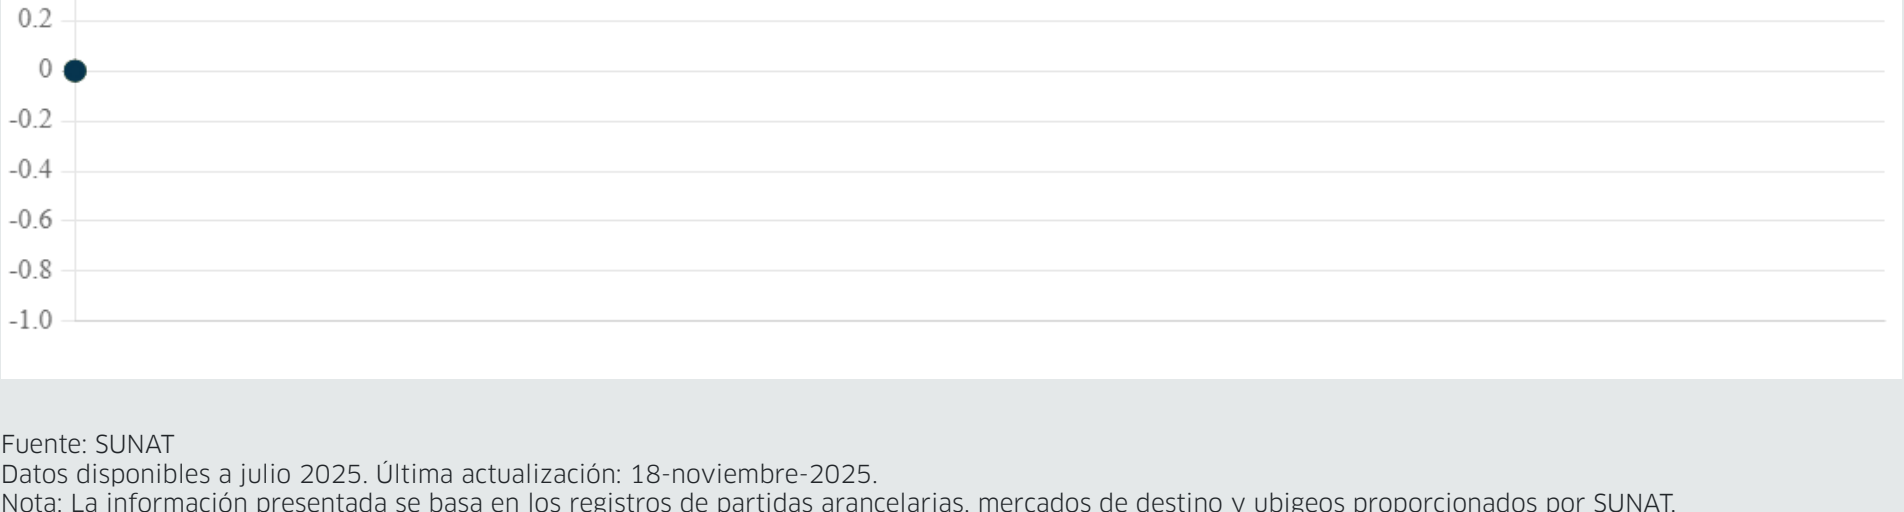 0.2
0
-0.2
-0.4
-0.6
-0.8
-1.0
Fuente: SUNAT
Datos disponibles a julio 2025. Última actualización: 18-noviembre-2025.
Nota: La información presentada se basa en los registros de partidas arancelarias, mercados de destino y ubigeos proporcionados por SUNAT.